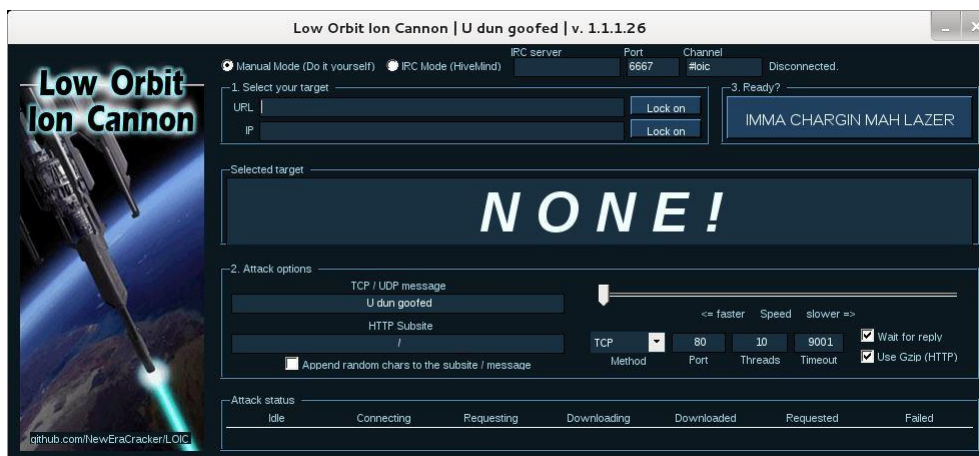 Low Orbit Ion Cannon | U dun goofed | v. 1.1.1.26
Low Orbit
Ion Cannon
Manual Mode (Do it yourself) IRC Mode (HiveMind) IRC server Port 6667 Channel #loic Disconnected.
1. Select your target
URL Lock on
IP Lock on
3. Ready?
IMMA CHARGIN MAH LAZER
Selected target
NONE!
2. Attack options
TCP / UDP message
U dun goofed
HTTP Subsite
/
Append random chars to the subsite / message
<= faster Speed slower =>
TCP 80 10 9001 Wait for reply
Method Port Threads Timeout Use Gzip (HTTP)
Attack status
Idle Connecting Requesting Downloading Downloaded Requested Failed
github.com/NewEraCracker/LOIC